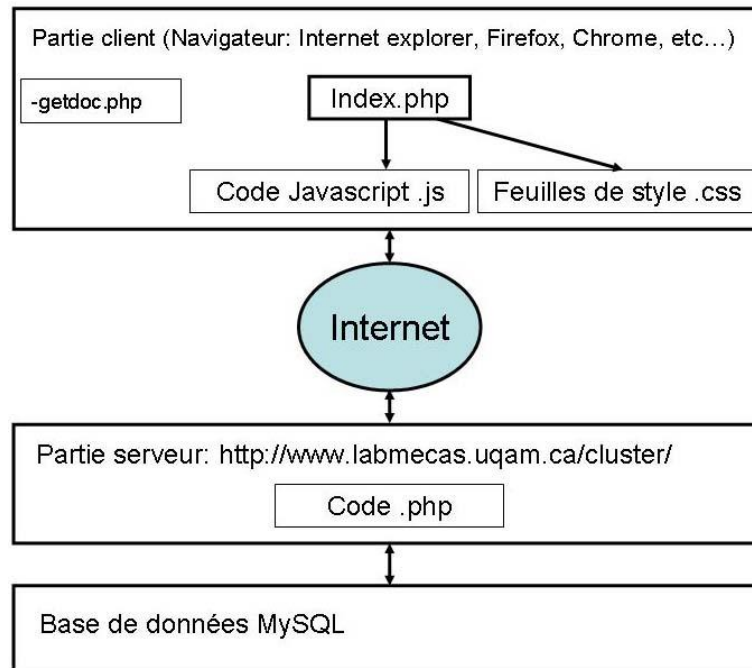 Partie client (Navigateur: Internet explorer, Firefox, Chrome, etc...)
-getdoc.php
Index.php
Code Javascript .js
Feuilles de style .css
Internet
Partie serveur: http://www.labmecas.uqam.ca/cluster/
Code .php
Base de données MySQL